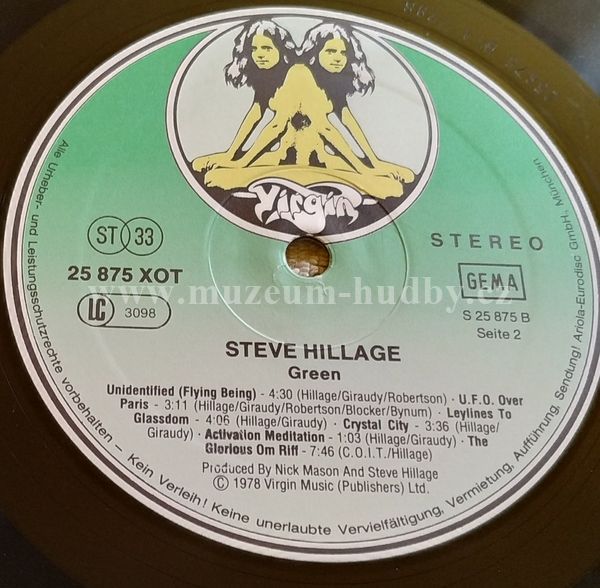 Virgin
ST 33
STEREO
25 875 XOT
GEMA
LC 3098
S 25 875 B
Seite 2
www.muzeum-hudby.cz
STEVE HILLAGE
Green
Unidentified (Flying Being) - 4:30 (Hillage/Giraudy/Robertson) · U.F.O. Over
Paris - 3:11 (Hillage/Giraudy/Robertson/Blocker/Bynum) · Leylines To
Glassdom - 4:06 (Hillage/Giraudy) · Crystal City - 3:36 (Hillage/
Giraudy) · Activation Meditation - 1:03 (Hillage/Giraudy) · The
Glorious Om Riff - 7:46 (C.O.I.T./Hillage)
Produced By Nick Mason And Steve Hillage
© 1978 Virgin Music (Publishers) Ltd.
Alle Urheber- und Leistungsschutzrechte vorbehalten – Kein Verleih! Keine unerlaubte Vervielfältigung, Vermietung, Aufführung, Sendung! Ariola-Eurodisc GmbH, München